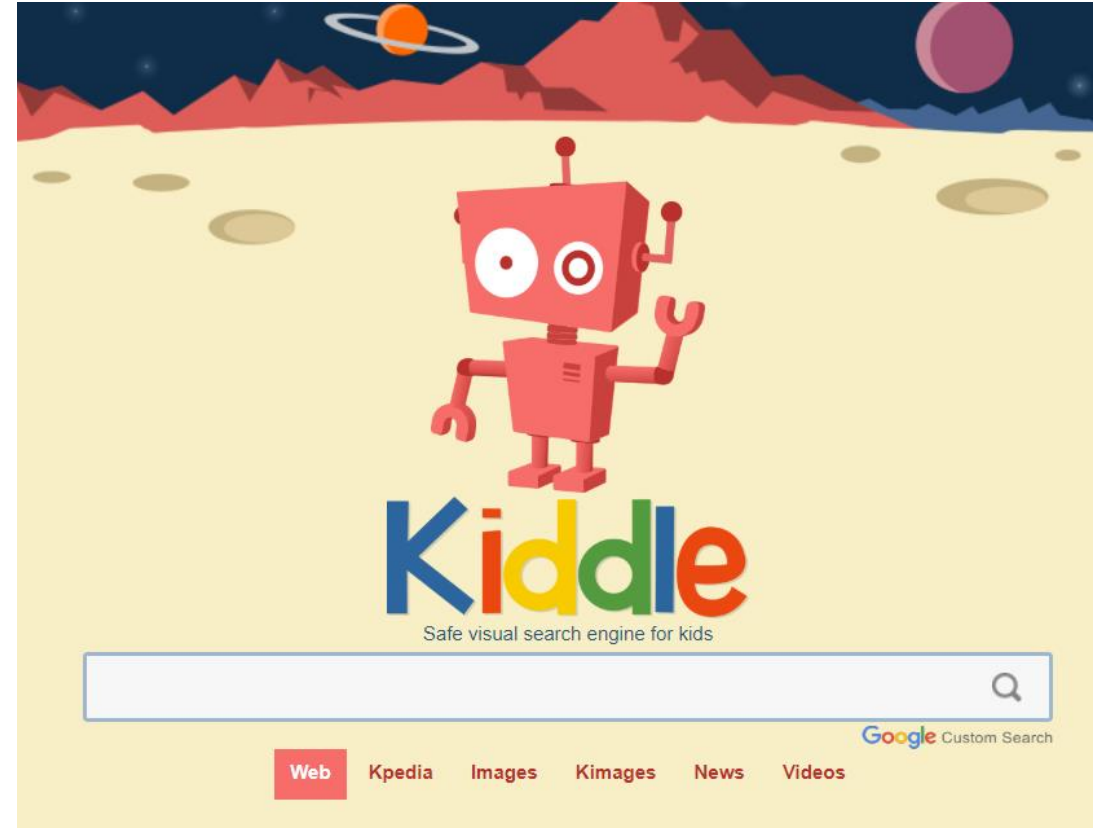 Kiddle
Safe visual search engine for kids
Google Custom Search
Web Kpedia Images Kimages News Videos